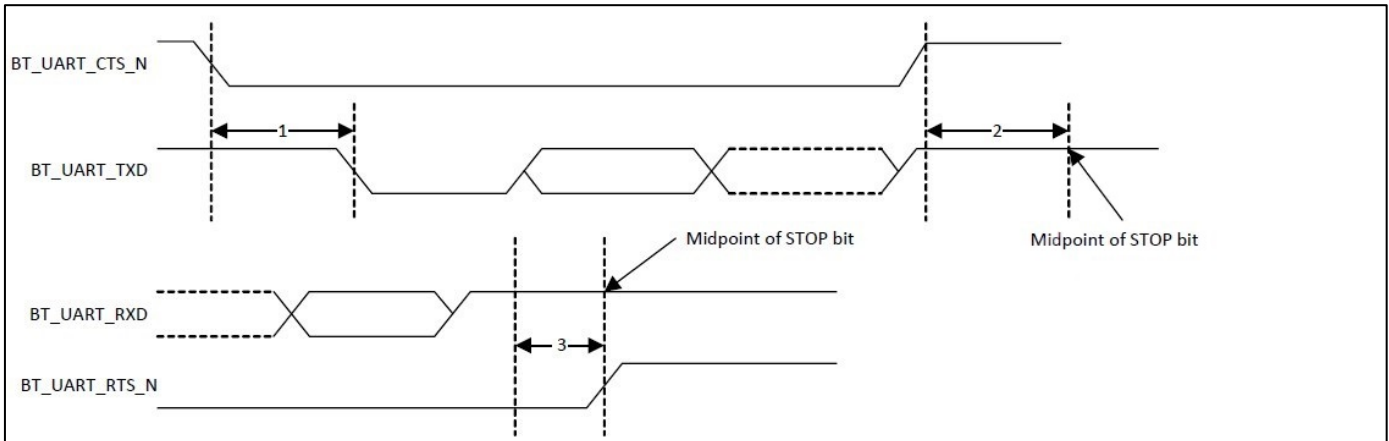 BT_UART_CTS_N
1
2
BT_UART_TXD
Midpoint of STOP bit
Midpoint of STOP bit
BT_UART_RXD
3
BT_UART_RTS_N